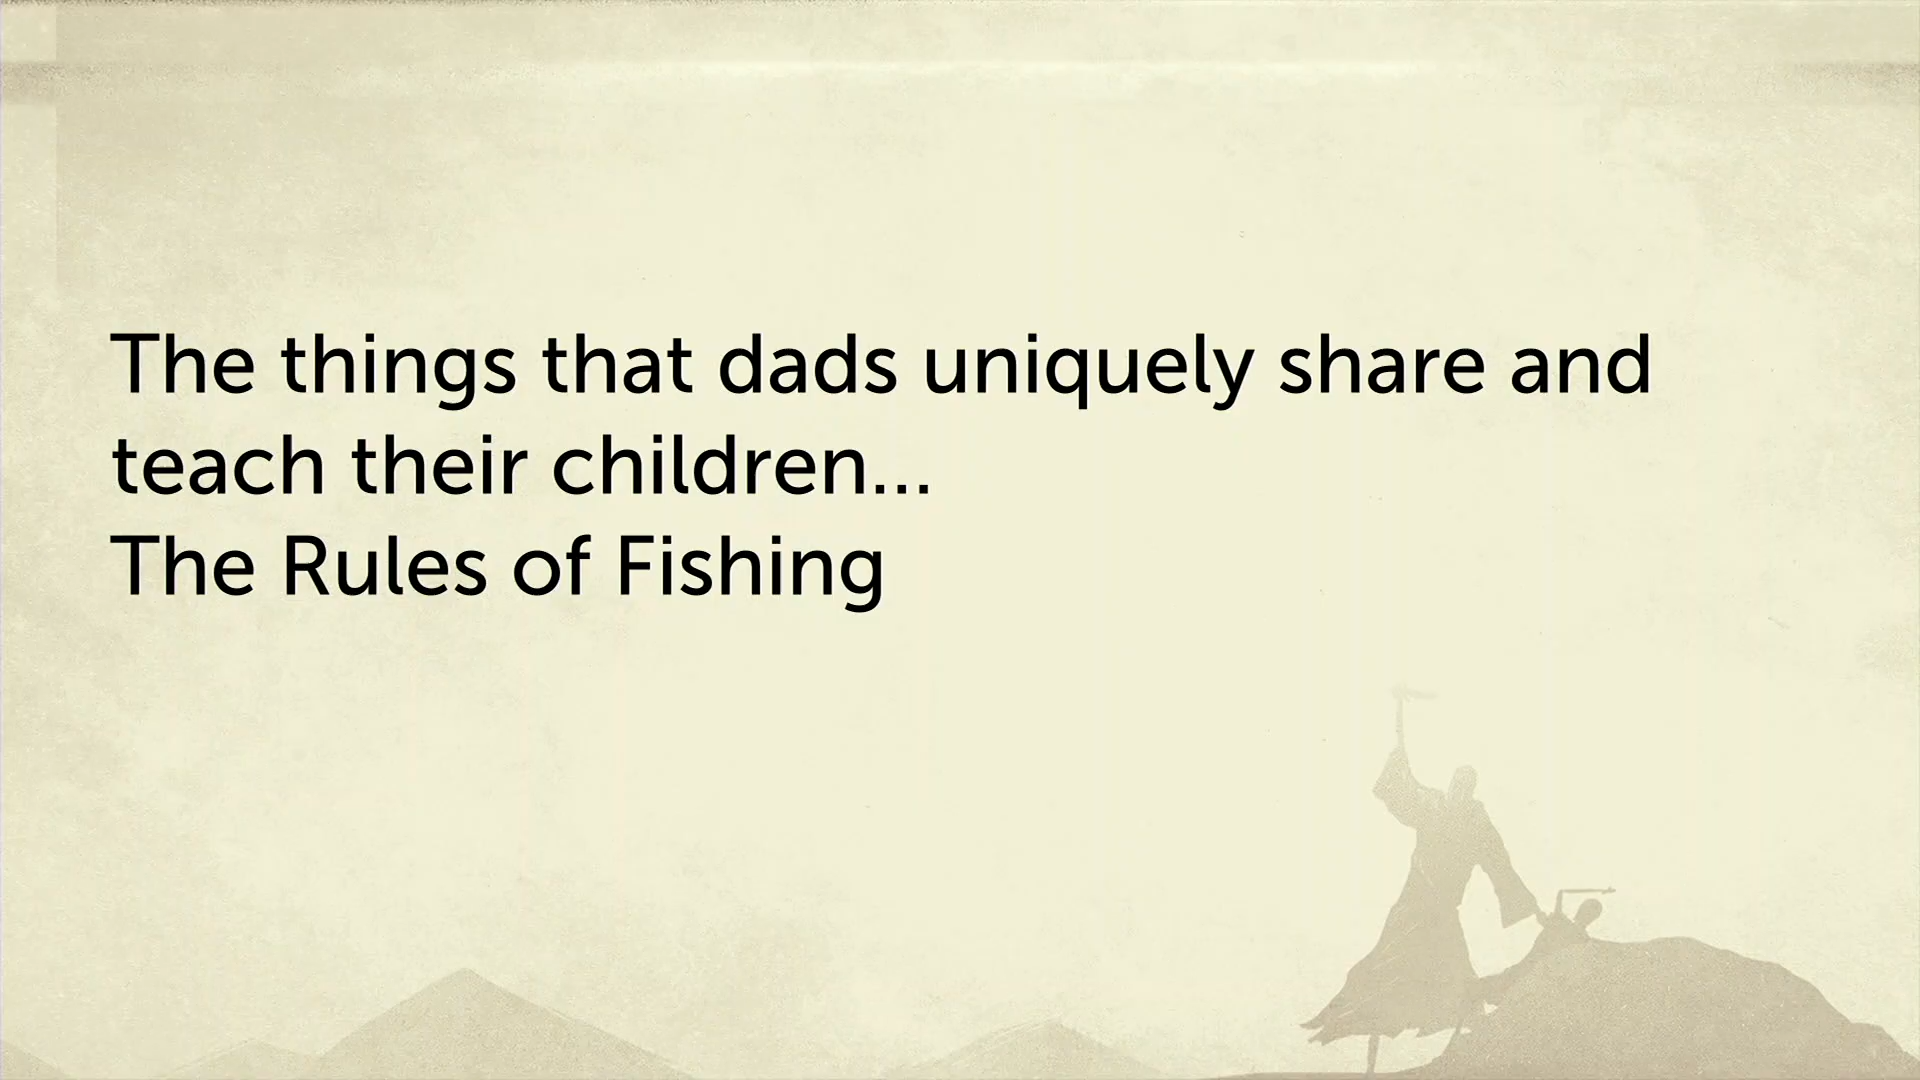 The things that dads uniquely share and
teach their children...
The Rules of Fishing